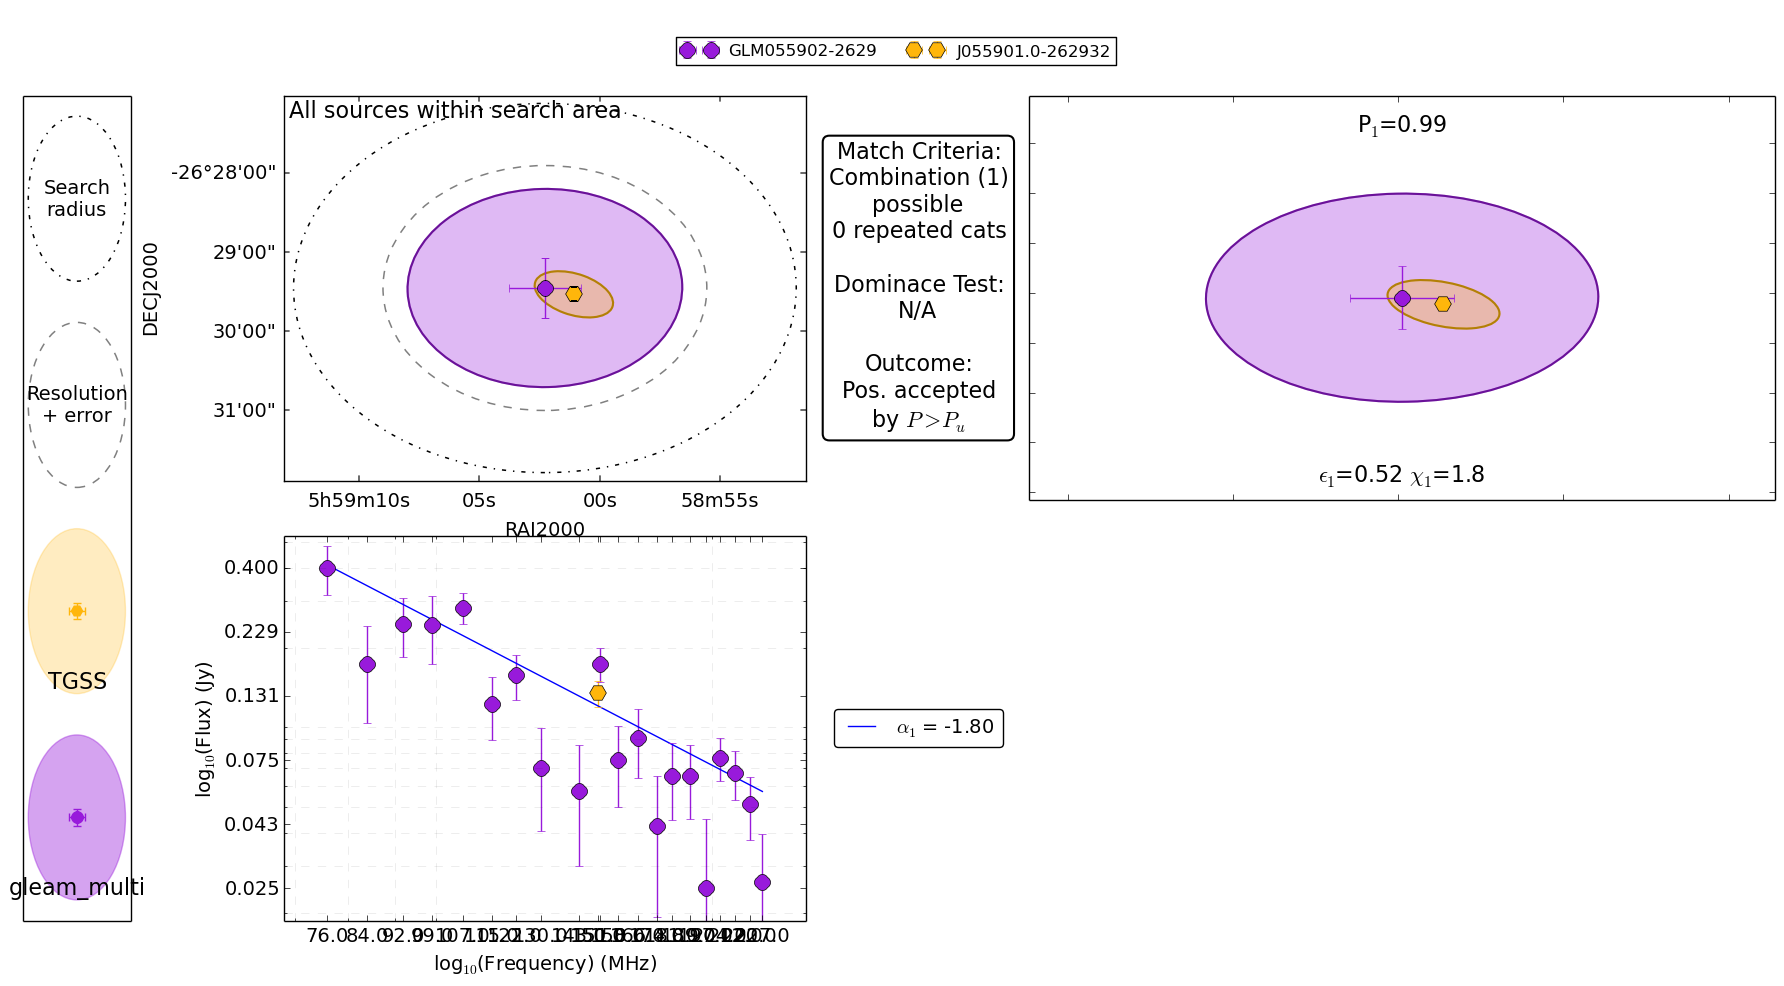 GLM055902-2629 J055901.0-262932
Search
radius
Resolution
+ error
TGSS
gleam_multi
All sources within search area
DECJ2000
-26°28'00"
29'00"
30'00"
31'00"
5h59m10s 05s 00s 58m55s
RAJ2000
Match Criteria:
Combination (1)
possible
0 repeated cats
Dominace Test:
N/A
Outcome:
Pos. accepted
by P>Pu
P1=0.99
ϵ1=0.52 χ1=1.8
log10(Flux) (Jy)
0.400
0.229
0.131
0.075
0.043
0.025
76.0 84.0 92.0
log10(Frequency) (MHz)
α1 = -1.80